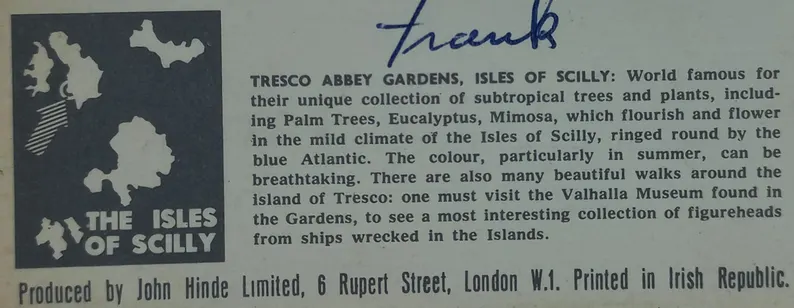 Frank
TRESCO ABBEY GARDENS, ISLES OF SCILLY: World famous for
their unique collection of subtropical trees and plants, includ-
ing Palm Trees, Eucalyptus, Mimosa, which flourish and flower
in the mild climate of the Isles of Scilly, ringed round by the
blue Atlantic. The colour, particularly in summer, can be
breathtaking. There are also many beautiful walks around the
island of Tresco: one must visit the Valhalla Museum found in
the Gardens, to see a most interesting collection of figureheads
from ships wrecked in the Islands.
THE ISLES
OF SCILLY
Produced by John Hinde Limited, 6 Rupert Street, London W.1. Printed in Irish Republic.